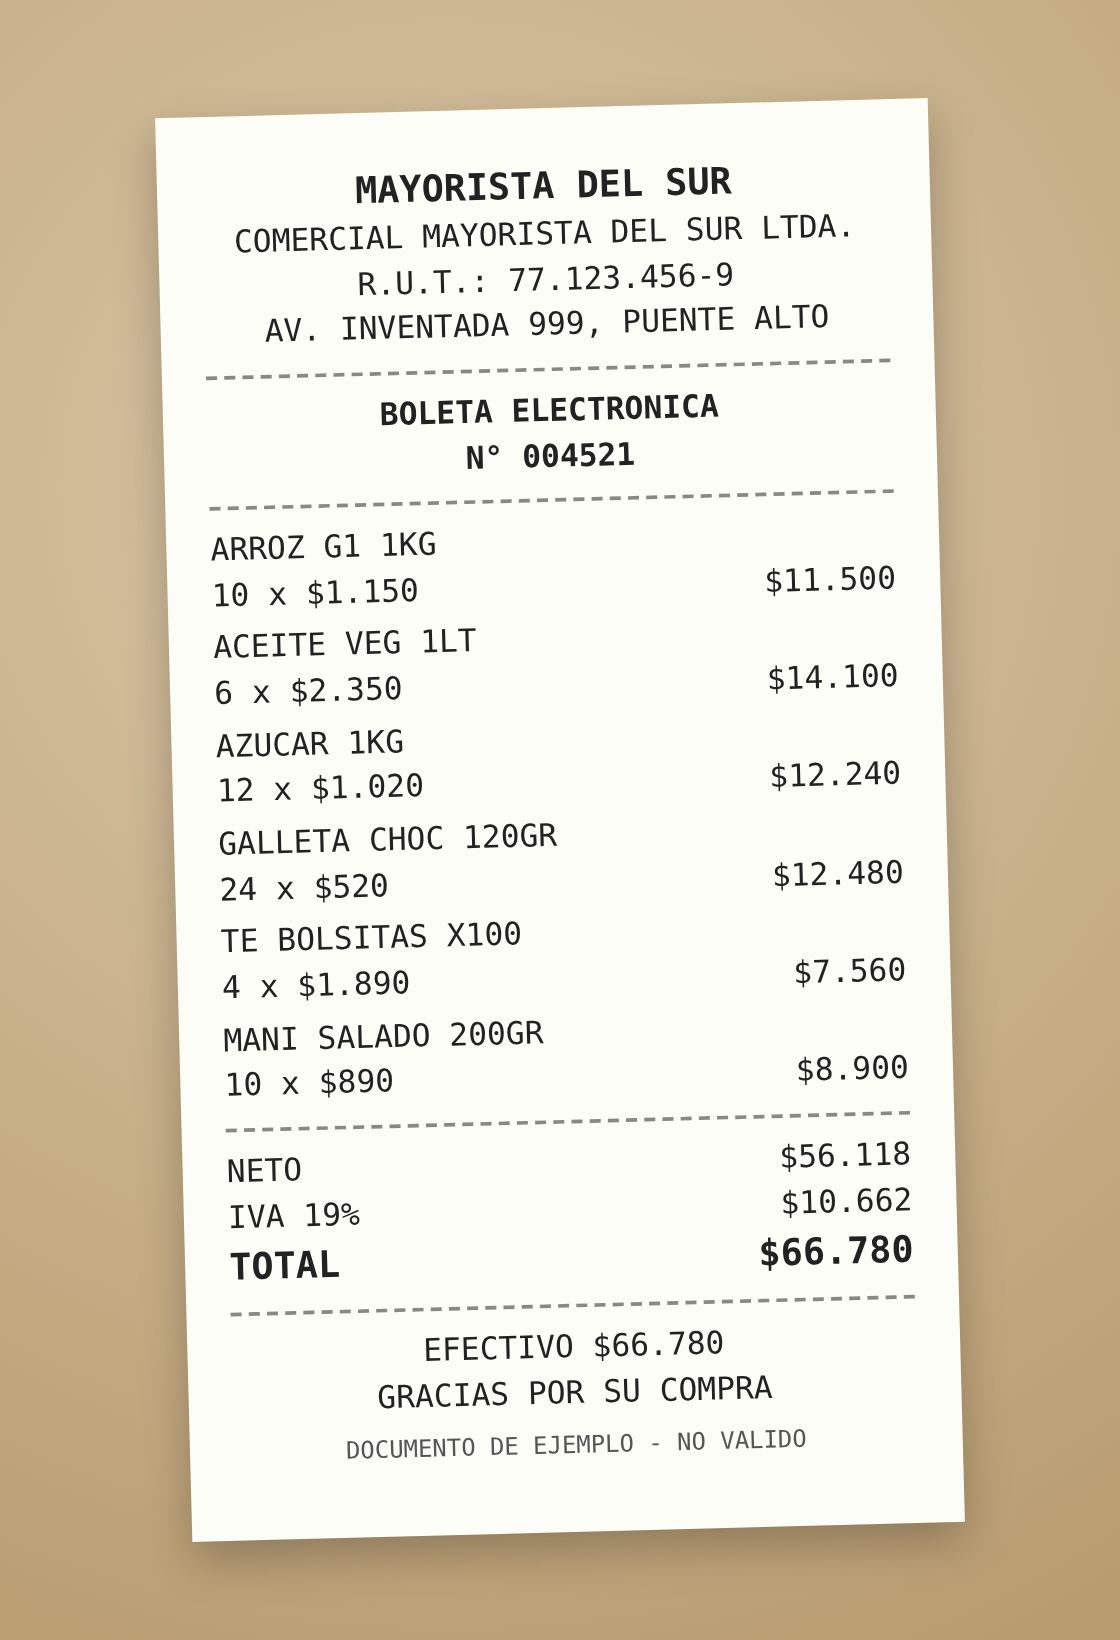 MAYORISTA DEL SUR
COMERCIAL MAYORISTA DEL SUR LTDA.
R.U.T.: 77.123.456-9
AV. INVENTADA 999, PUENTE ALTO
BOLETA ELECTRONICA
N° 004521
ARROZ G1 1KG
10 x $1.150 $11.500
ACEITE VEG 1LT
6 x $2.350 $14.100
AZUCAR 1KG
12 x $1.020 $12.240
GALLETA CHOC 120GR
24 x $520 $12.480
TE BOLSITAS X100
4 x $1.890 $7.560
MANI SALADO 200GR
10 x $890 $8.900
NETO $56.118
IVA 19% $10.662
TOTAL $66.780
EFECTIVO $66.780
GRACIAS POR SU COMPRA
DOCUMENTO DE EJEMPLO - NO VALIDO